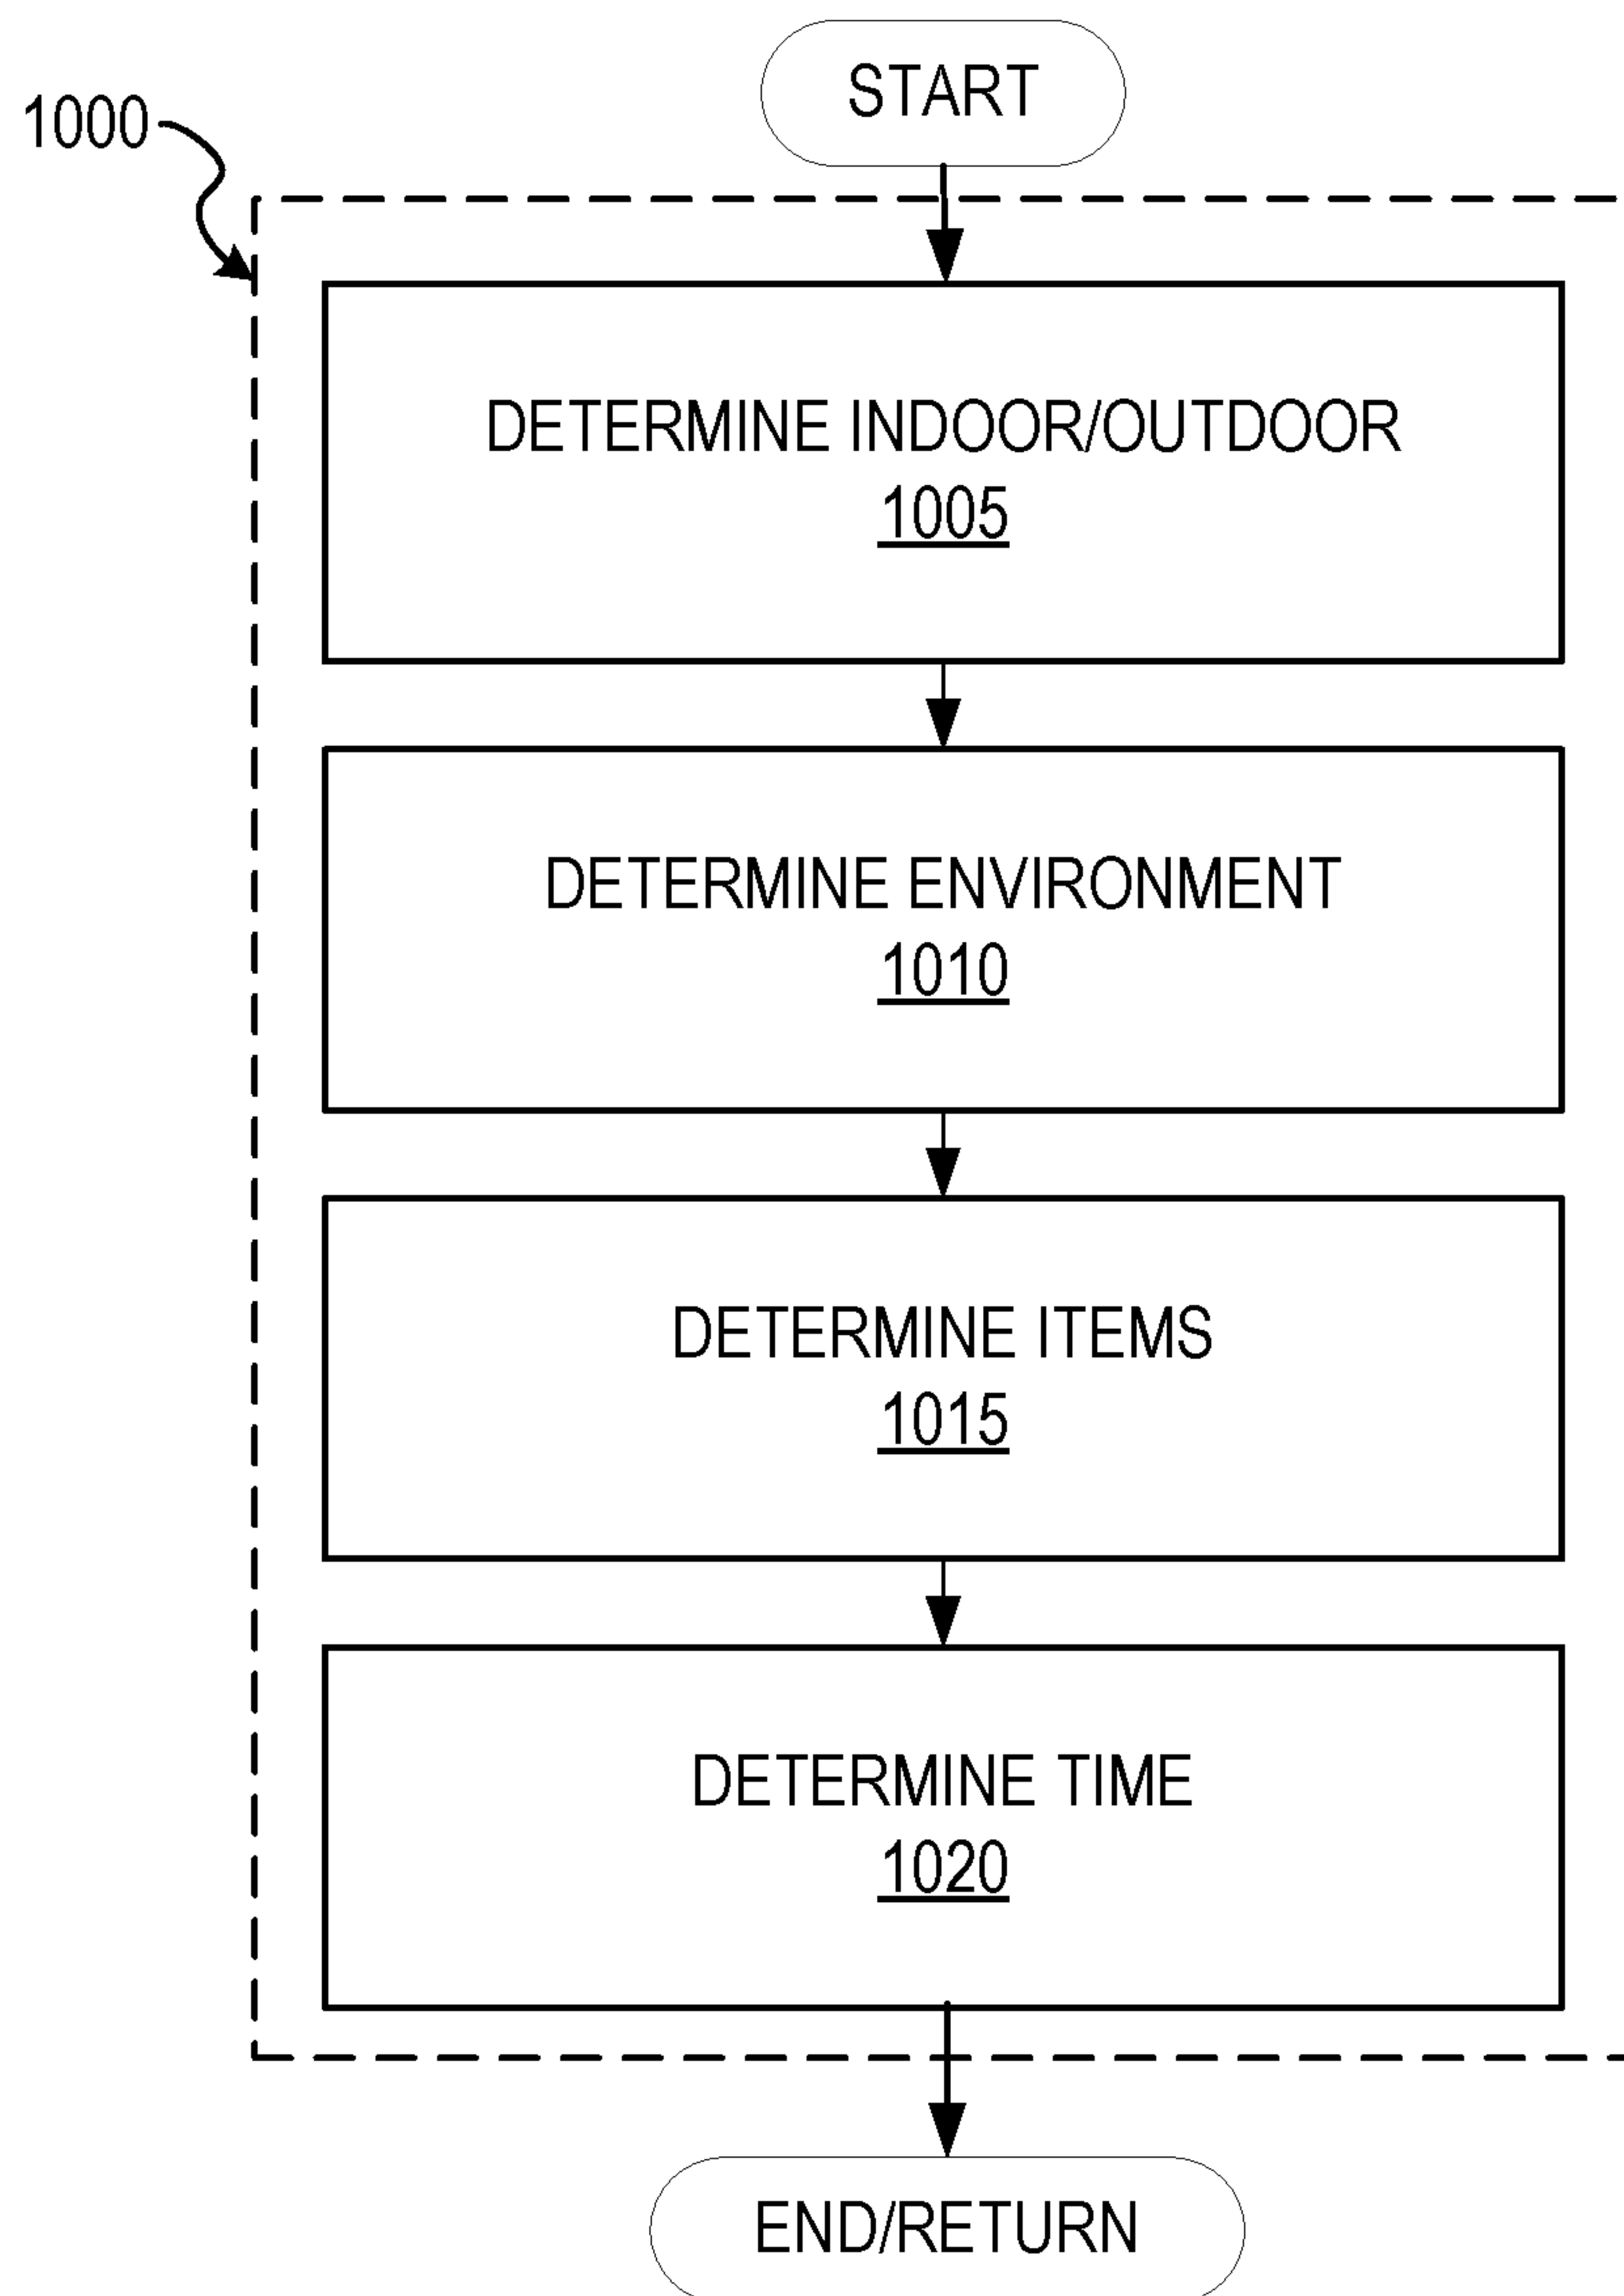 START
1000
DETERMINE INDOOR/OUTDOOR
1005
DETERMINE ENVIRONMENT
1010
DETERMINE ITEMS
1015
DETERMINE TIME
1020
END/RETURN